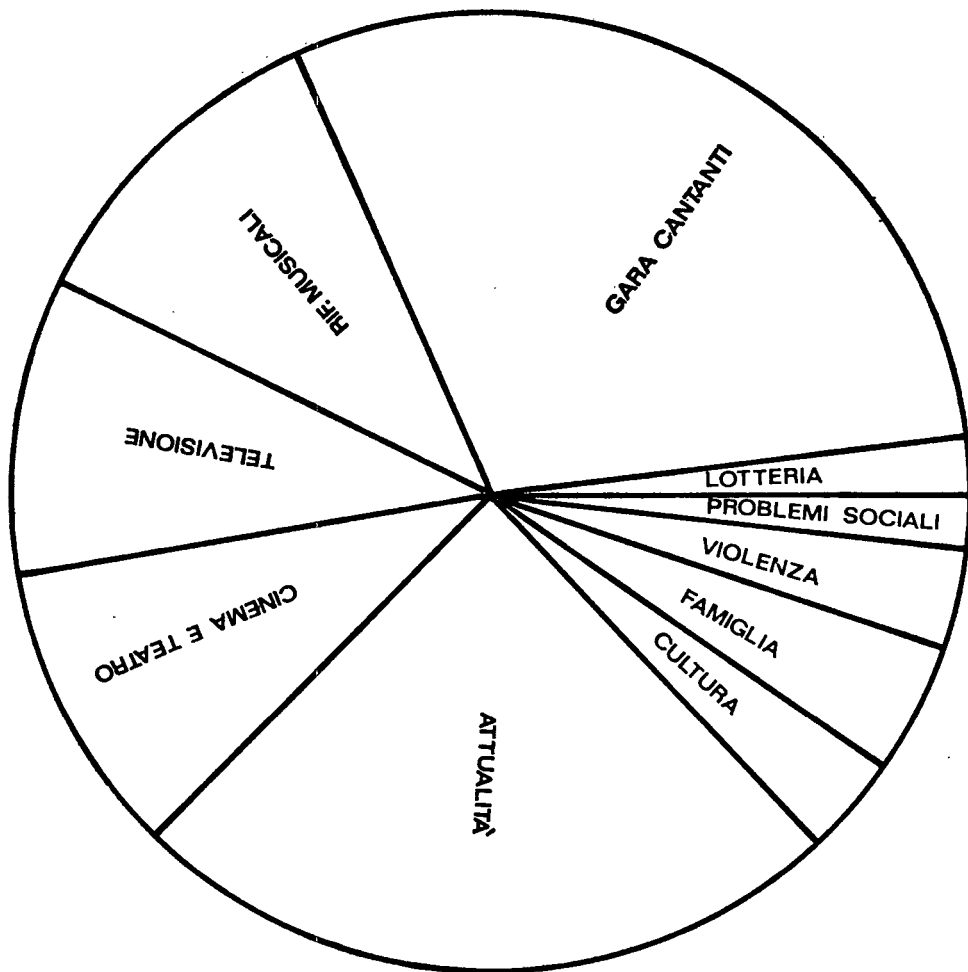 GARA CANTANTI
LOTTERIA
PROBLEMI SOCIALI
VIOLENZA
FAMIGLIA
CULTURA
ATTUALITÀ
CINEMA E TEATRO
TELEVISIONE
RIF. MUSICALI